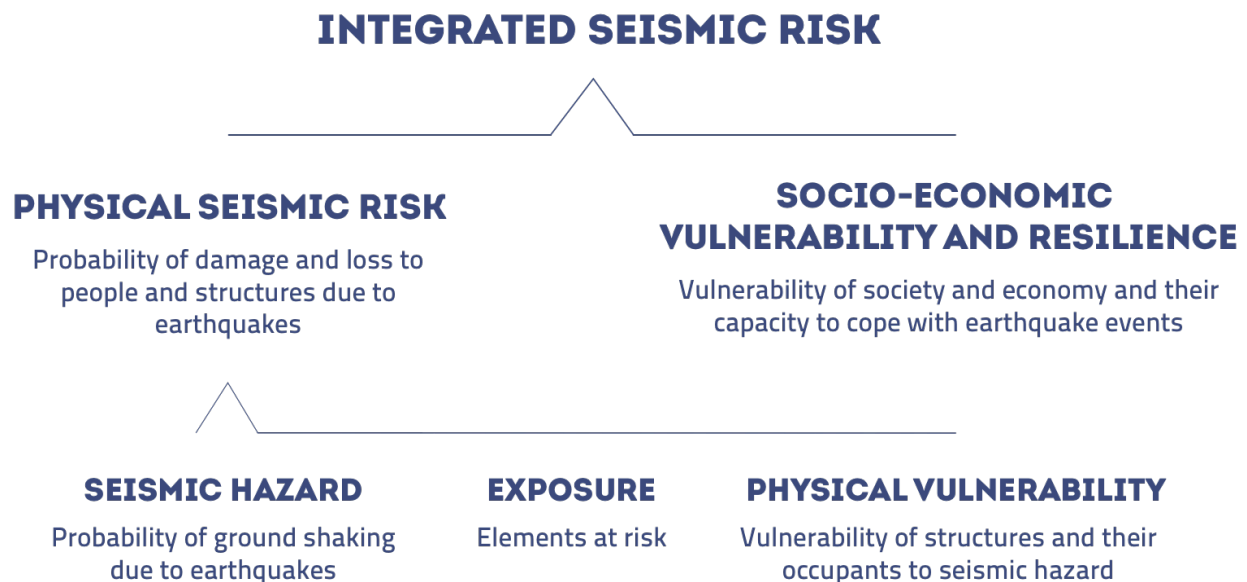 INTEGRATED SEISMIC RISK
PHYSICAL SEISMIC RISK
Probability of damage and loss to
people and structures due to
earthquakes
SOCIO-ECONOMIC
VULNERABILITY AND RESILIENCE
Vulnerability of society and economy and their
capacity to cope with earthquake events
SEISMIC HAZARD
Probability of ground shaking
due to earthquakes
EXPOSURE
Elements at risk
PHYSICAL VULNERABILITY
Vulnerability of structures and their
occupants to seismic hazard